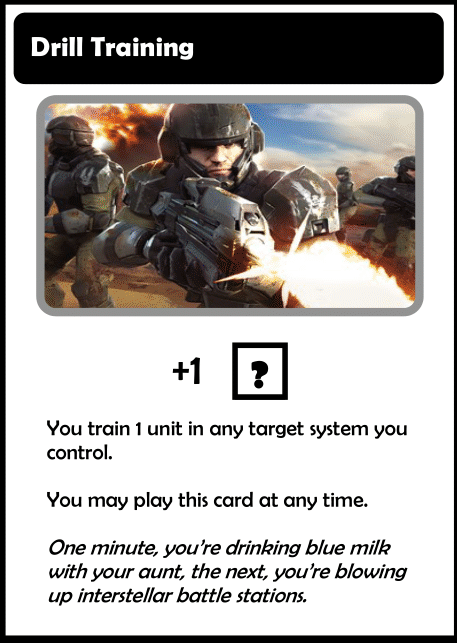 Drill Training
+1 ?
You train 1 unit in any target system you
control.
You may play this card at any time.
One minute, you're drinking blue milk
with your aunt, the next, you're blowing
up interstellar battle stations.